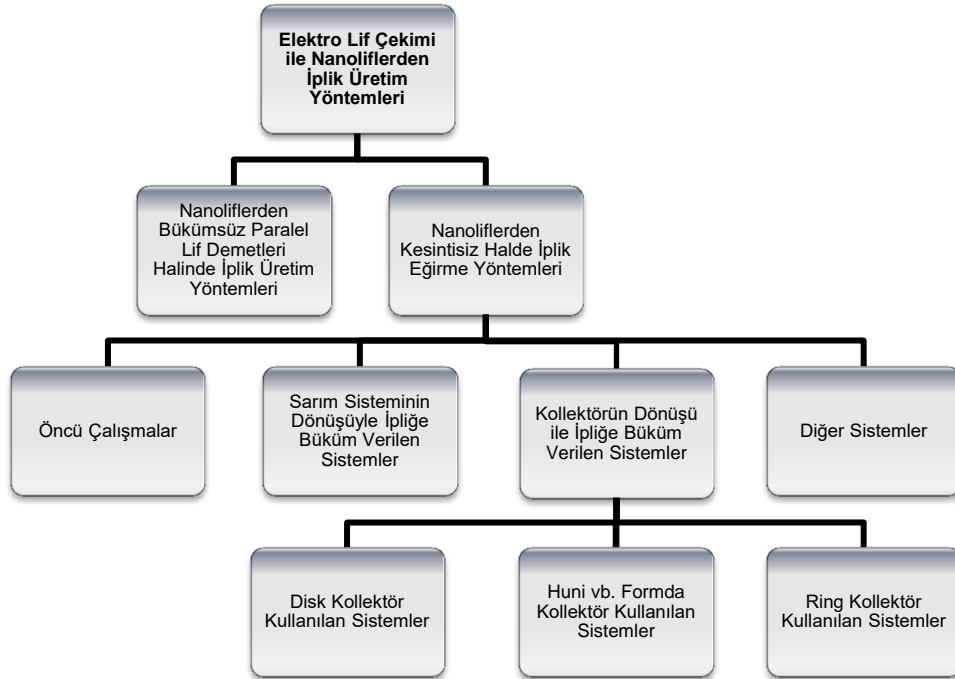 Elektro Lif Çekimi
ile Nanoliflerden
İplik Üretim
Yöntemleri
Nanoliflerden
Bükümsüz Paralel
Lif Demetleri
Halinde İplik Üretim
Yöntemleri
Nanoliflerden
Kesintisiz Halde İplik
Eğirme Yöntemleri
Öncü Çalışmalar
Sarım Sisteminin
Dönüşüyle İpliğe
Büküm Verilen
Sistemler
Kollektörün Dönüşü
ile İpliğe Büküm
Verilen Sistemler
Diğer Sistemler
Disk Kollektör
Kullanılan Sistemler
Huni vb. Formda
Kollektör Kullanılan
Sistemler
Ring Kollektör
Kullanılan Sistemler